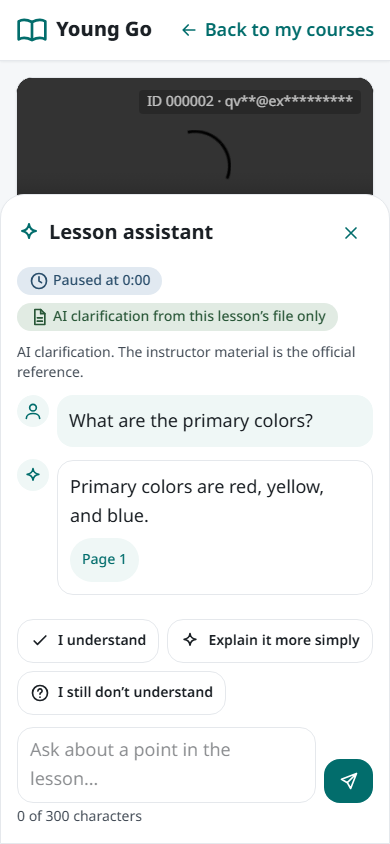 Young Go
Back to my courses
ID 000002 · qv**@ex*********
Lesson assistant
Paused at 0:00
AI clarification from this lesson’s file only
AI clarification. The instructor material is the official
reference.
What are the primary colors?
Primary colors are red, yellow,
and blue.
Page 1
I understand
Explain it more simply
I still don’t understand
Ask about a point in the
lesson...
0 of 300 characters